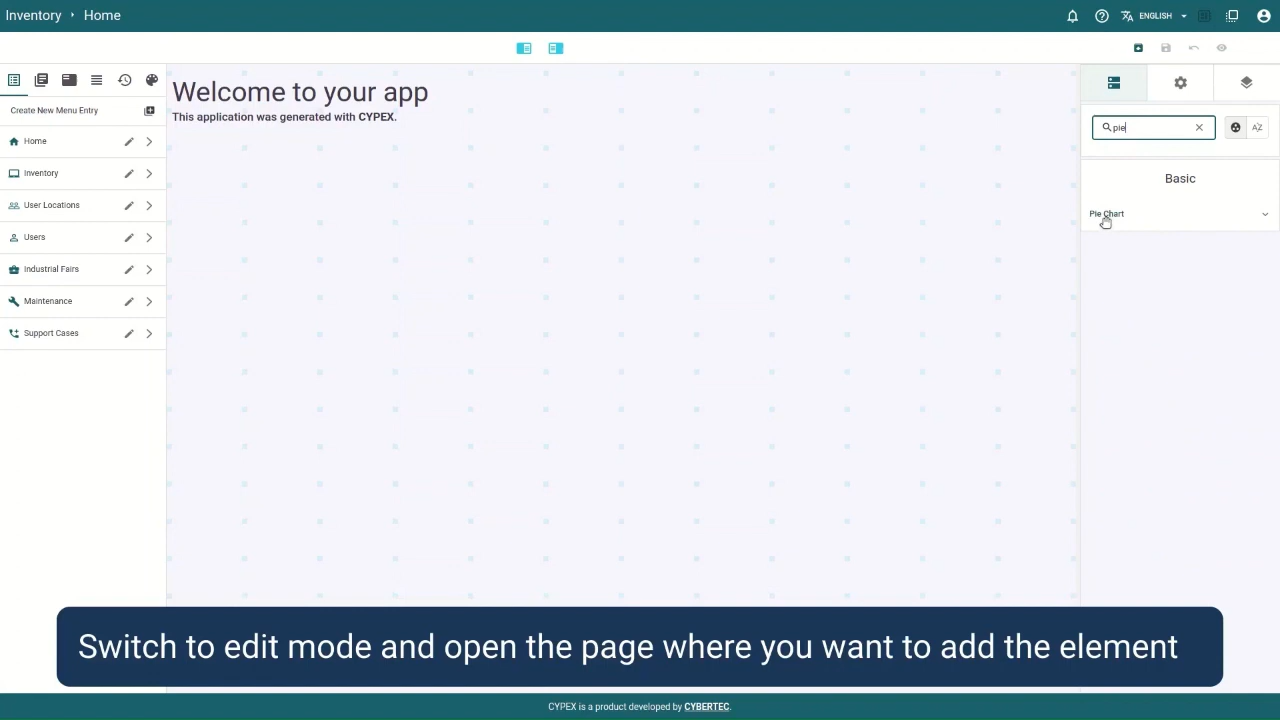 Inventory › Home
ENGLISH
Create New Menu Entry
Home
Inventory
User Locations
Users
Industrial Fairs
Maintenance
Support Cases
Welcome to your app
This application was generated with CYPEX.
pie
AZ
Basic
Pie Chart
Switch to edit mode and open the page where you want to add the element
CYPEX is a product developed by CYBERTEC.